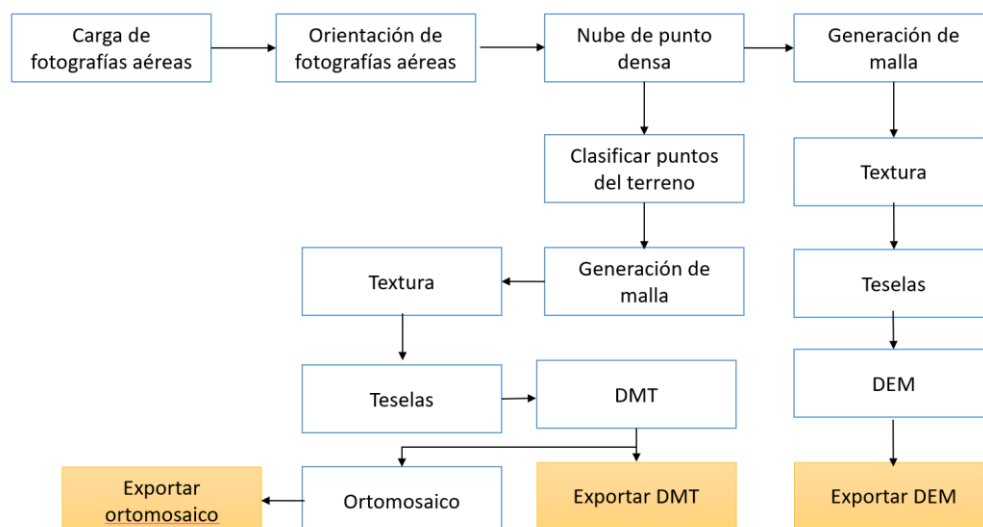 Carga de
fotografías aéreas
Orientación de
fotografías aéreas
Nube de punto
densa
Generación de
malla
Clasificar puntos
del terreno
Textura
Textura
Generación de
malla
Teselas
Teselas
DMT
DEM
Exportar
ortomosaico
Ortomosaico
Exportar DMT
Exportar DEM